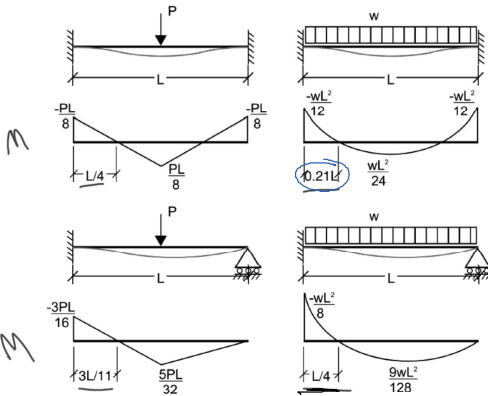 P
w
L
L
-PL/8
-PL/8
-wL²/12
-wL²/12
M
L/4
PL/8
0.21L
wL²/24
P
w
L
L
-3PL/16
-wL²/8
M
3L/11
5PL/32
L/4
9wL²/128